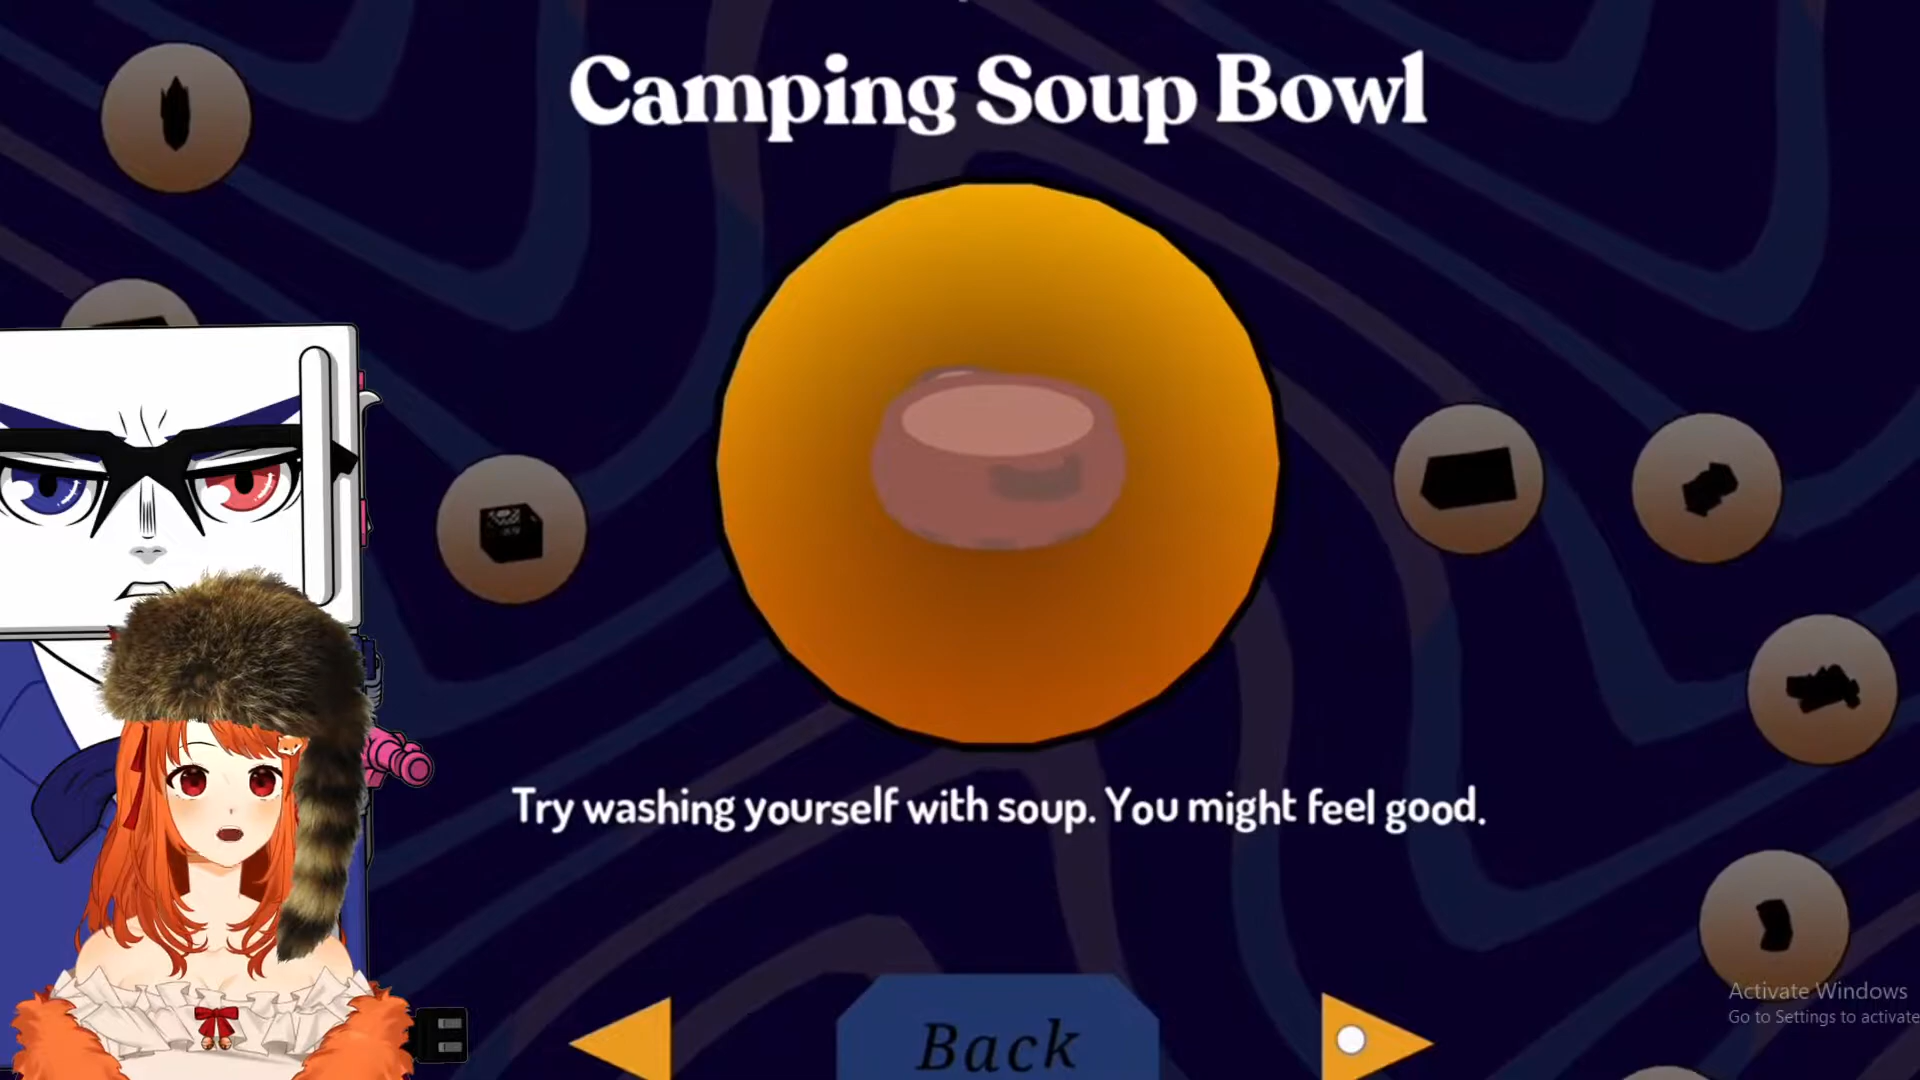 Camping Soup Bowl
Try washing yourself with soup. You might feel good.
Activate Windows
Go to Settings to activate
Back